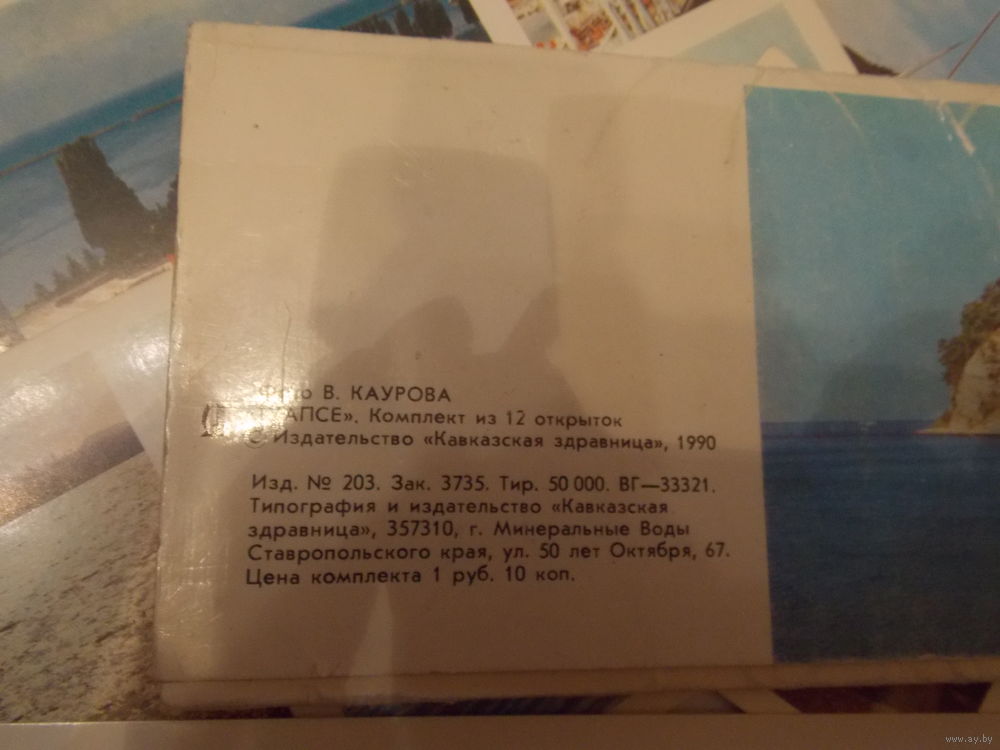 В. КАУРОВА
Комплект из 12 открыток
© Издательство «Кавказская здравница», 1990
Изд. № 203. Зак. 3735. Тир. 50 000. ВГ—33321.
Типография и издательство «Кавказская
здравница», 357310, г. Минеральные Воды
Ставропольского края, ул. 50 лет Октября, 67.
Цена комплекта 1 руб. 10 коп.
www.ay.by